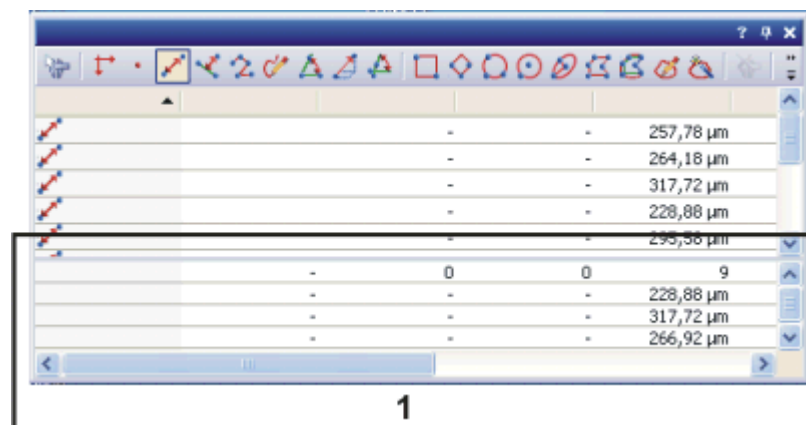 - - 257,78 µm
- - 264,18 µm
- - 317,72 µm
- - 228,88 µm
- - 295,58 µm
- 0 0 9
- - - 228,88 µm
- - - 317,72 µm
- - - 266,92 µm
1